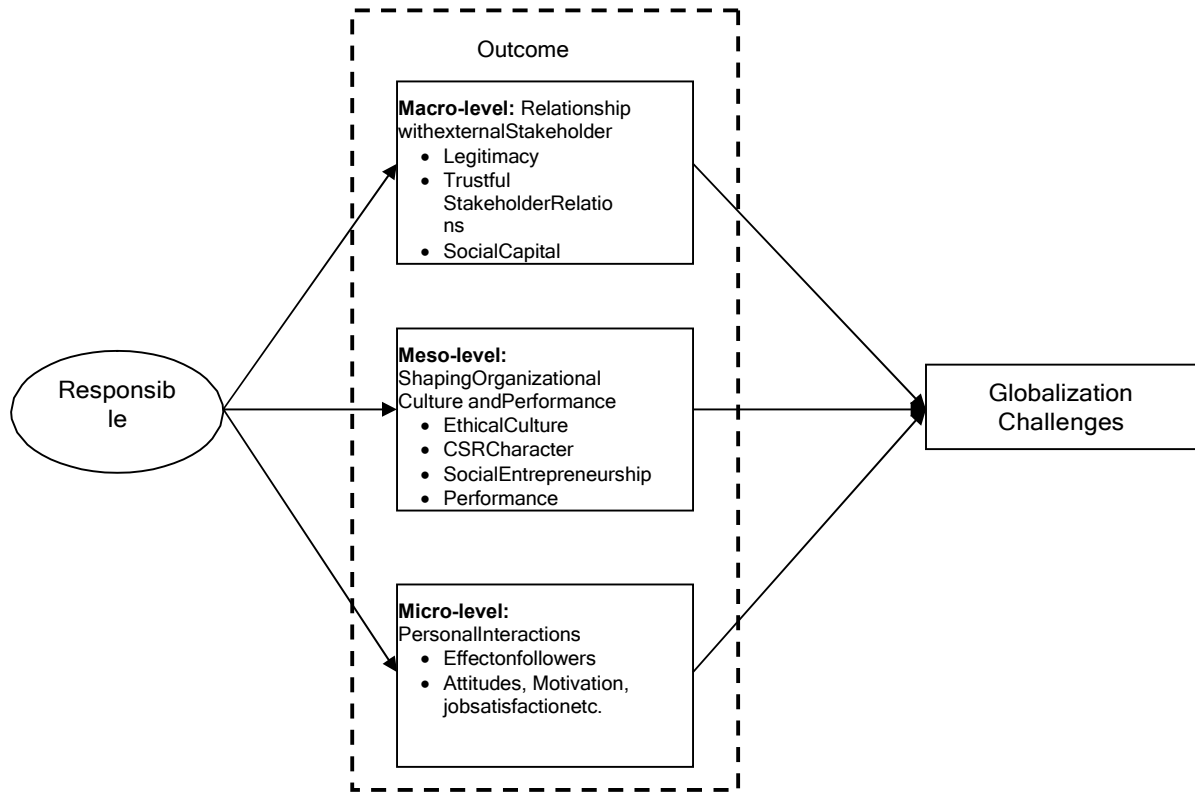 Outcome
Macro-level: Relationship
withexternalStakeholder
• Legitimacy
• Trustful
StakeholderRelatio
ns
• SocialCapital
Responsib
le
Meso-level:
ShapingOrganizational
Culture andPerformance
• EthicalCulture
• CSRCharacter
• SocialEntrepreneurship
• Performance
Globalization
Challenges
Micro-level:
PersonalInteractions
• Effectonfollowers
• Attitudes, Motivation,
jobsatisfactionetc.